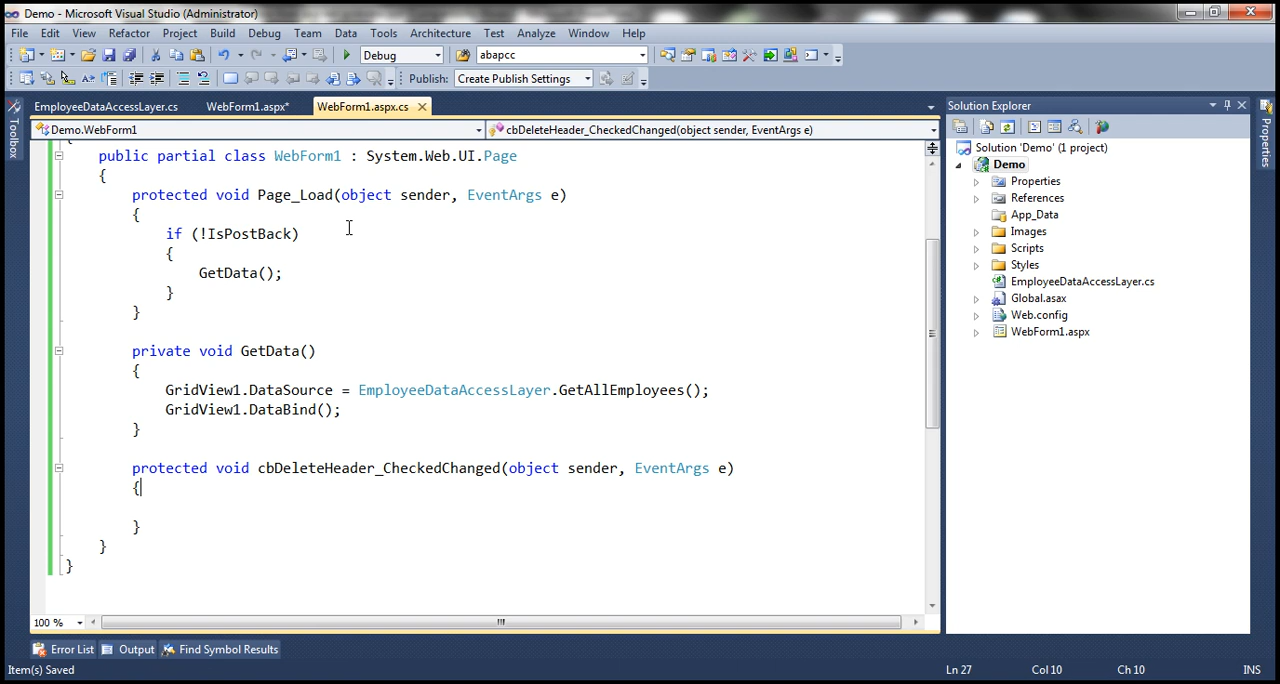 Demo - Microsoft Visual Studio (Administrator)
File Edit View Refactor Project Build Debug Team Data Tools Architecture Test Analyze Window Help
Debug abapcc
Publish: Create Publish Settings
EmployeeDataAccessLayer.cs WebForm1.aspx* WebForm1.aspx.cs
Demo.WebForm1 cbDeleteHeader_CheckedChanged(object sender, EventArgs e)
public partial class WebForm1 : System.Web.UI.Page
{
protected void Page_Load(object sender, EventArgs e)
{
if (!IsPostBack)
{
GetData();
}
}
private void GetData()
{
GridView1.DataSource = EmployeeDataAccessLayer.GetAllEmployees();
GridView1.DataBind();
}
protected void cbDeleteHeader_CheckedChanged(object sender, EventArgs e)
{
}
}
}
100 %
Toolbox
Solution Explorer
Solution 'Demo' (1 project)
Demo
Properties
References
App_Data
Images
Scripts
Styles
EmployeeDataAccessLayer.cs
Global.asax
Web.config
WebForm1.aspx
Properties
Error List Output Find Symbol Results
Item(s) Saved Ln 27 Col 10 Ch 10 INS